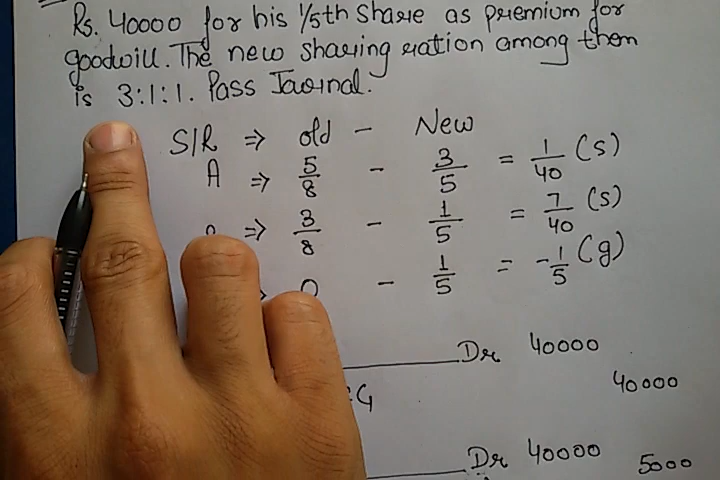 Rs. 40000 for his 1/5th Share as premium for
goodwill. The new sharing ration among them
is 3:1:1. Pass Journal.
S/R ⇒ old - New
A ⇒ 5/8 - 3/5 = 1/40 (s)
⇒ 3/8 - 1/5 = 7/40 (s)
0 - 1/5 = -1/5 (g)
Dr 40000
40000
Dr 40000
5000